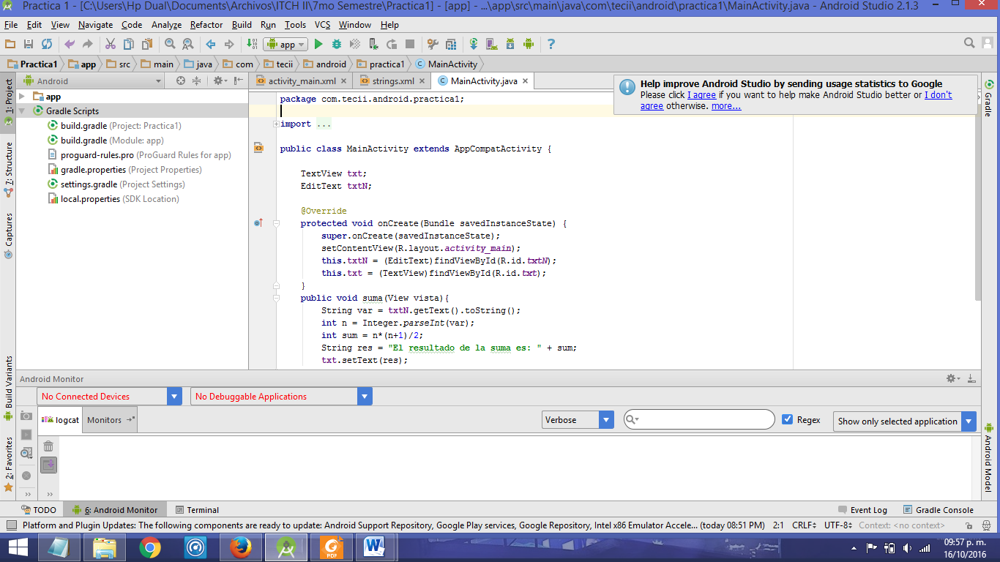 Practica 1 - [C:\Users\Hp Dual\Documents\Archivos\ITCH II\7mo Semestre\Practica1] - [app] - ...\app\src\main\java\com\tecii\android\practica1\MainActivity.java - Android Studio 2.1.3
File Edit View Navigate Code Analyze Refactor Build Run Tools VCS Window Help
app
Practica1 app src main java com tecii android practica1 MainActivity
1: Project
7: Structure
Captures
Build Variants
2: Favorites
Android
app
Gradle Scripts
build.gradle (Project: Practica1)
build.gradle (Module: app)
proguard-rules.pro (ProGuard Rules for app)
gradle.properties (Project Properties)
settings.gradle (Project Settings)
local.properties (SDK Location)
activity_main.xml strings.xml MainActivity.java
Help improve Android Studio by sending usage statistics to Google
Please click I agree if you want to help make Android Studio better or I don't
agree otherwise. more...
Gradle
Android Model
package com.tecii.android.practica1;
import ...
public class MainActivity extends AppCompatActivity {
TextView txt;
EditText txtN;
@Override
protected void onCreate(Bundle savedInstanceState) {
super.onCreate(savedInstanceState);
setContentView(R.layout.activity_main);
this.txtN = (EditText)findViewById(R.id.txtN);
this.txt = (TextView)findViewById(R.id.txt);
}
public void suma(View vista){
String var = txtN.getText().toString();
int n = Integer.parseInt(var);
int sum = n*(n+1)/2;
String res = "El resultado de la suma es: " + sum;
txt.setText(res);
Android Monitor
No Connected Devices No Debuggable Applications
logcat Monitors Verbose Regex Show only selected application
TODO 6: Android Monitor Terminal Event Log Gradle Console
Platform and Plugin Updates: The following components are ready to update: Android Support Repository, Google Play services, Google Repository, Intel x86 Emulator Accele... (today 08:51 PM) 2:1 CRLF UTF-8 Context: <no context>
PDF
09:57 p. m.
16/10/2016